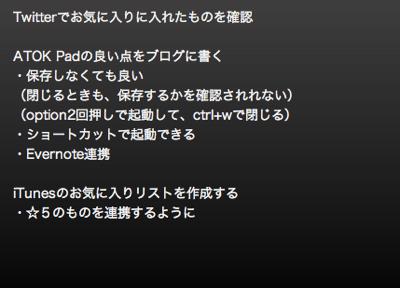 Twitterでお気に入りに入れたものを確認
ATOK Padの良い点をブログに書く
・保存しなくても良い
（閉じるときも、保存するかを確認されれない）
（option2回押しで起動して、ctrl+wで閉じる）
・ショートカットで起動できる
・Evernote連携
iTunesのお気に入りリストを作成する
・☆５のものを連携するように